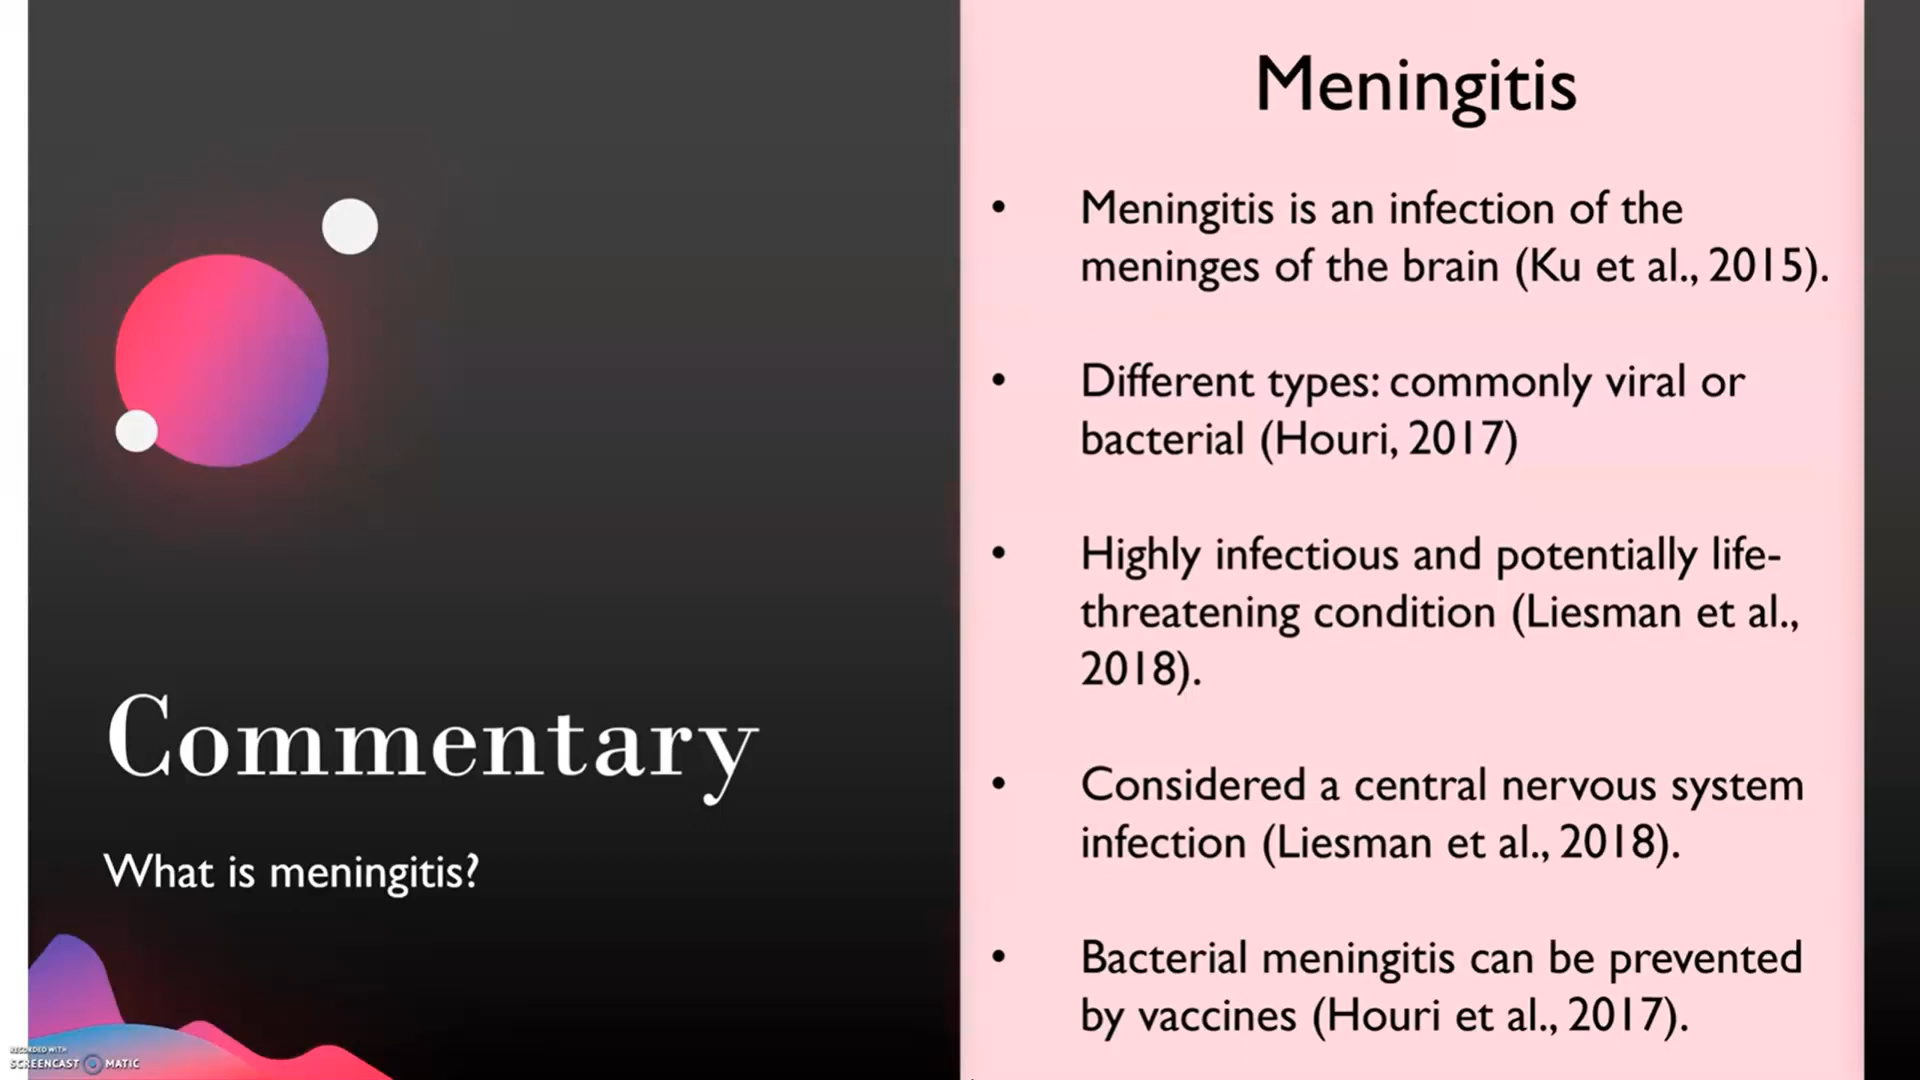 Commentary
What is meningitis?
Meningitis
• Meningitis is an infection of the
meninges of the brain (Ku et al., 2015).
• Different types: commonly viral or
bacterial (Houri, 2017)
• Highly infectious and potentially life-
threatening condition (Liesman et al.,
2018).
• Considered a central nervous system
infection (Liesman et al., 2018).
• Bacterial meningitis can be prevented
by vaccines (Houri et al., 2017).
RECORDED WITH
SCREENCAST MATIC